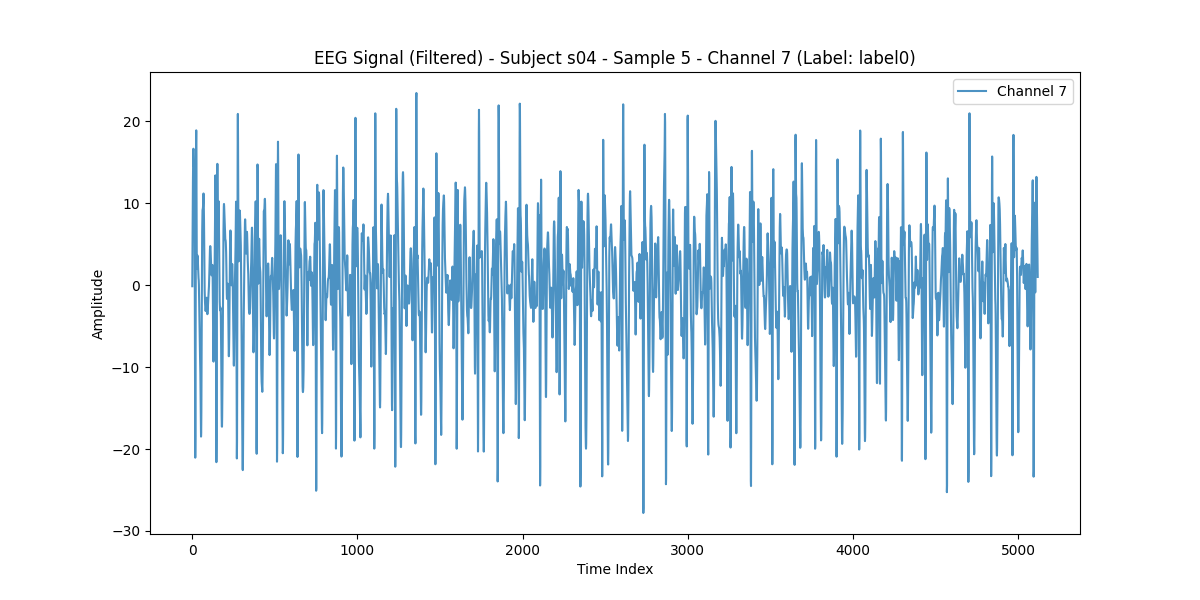 EEG Signal (Filtered) - Subject s04 - Sample 5 - Channel 7 (Label: label0)
Channel 7
20
10
0
−10
−20
−30
Amplitude
0 1000 2000 3000 4000 5000
Time Index